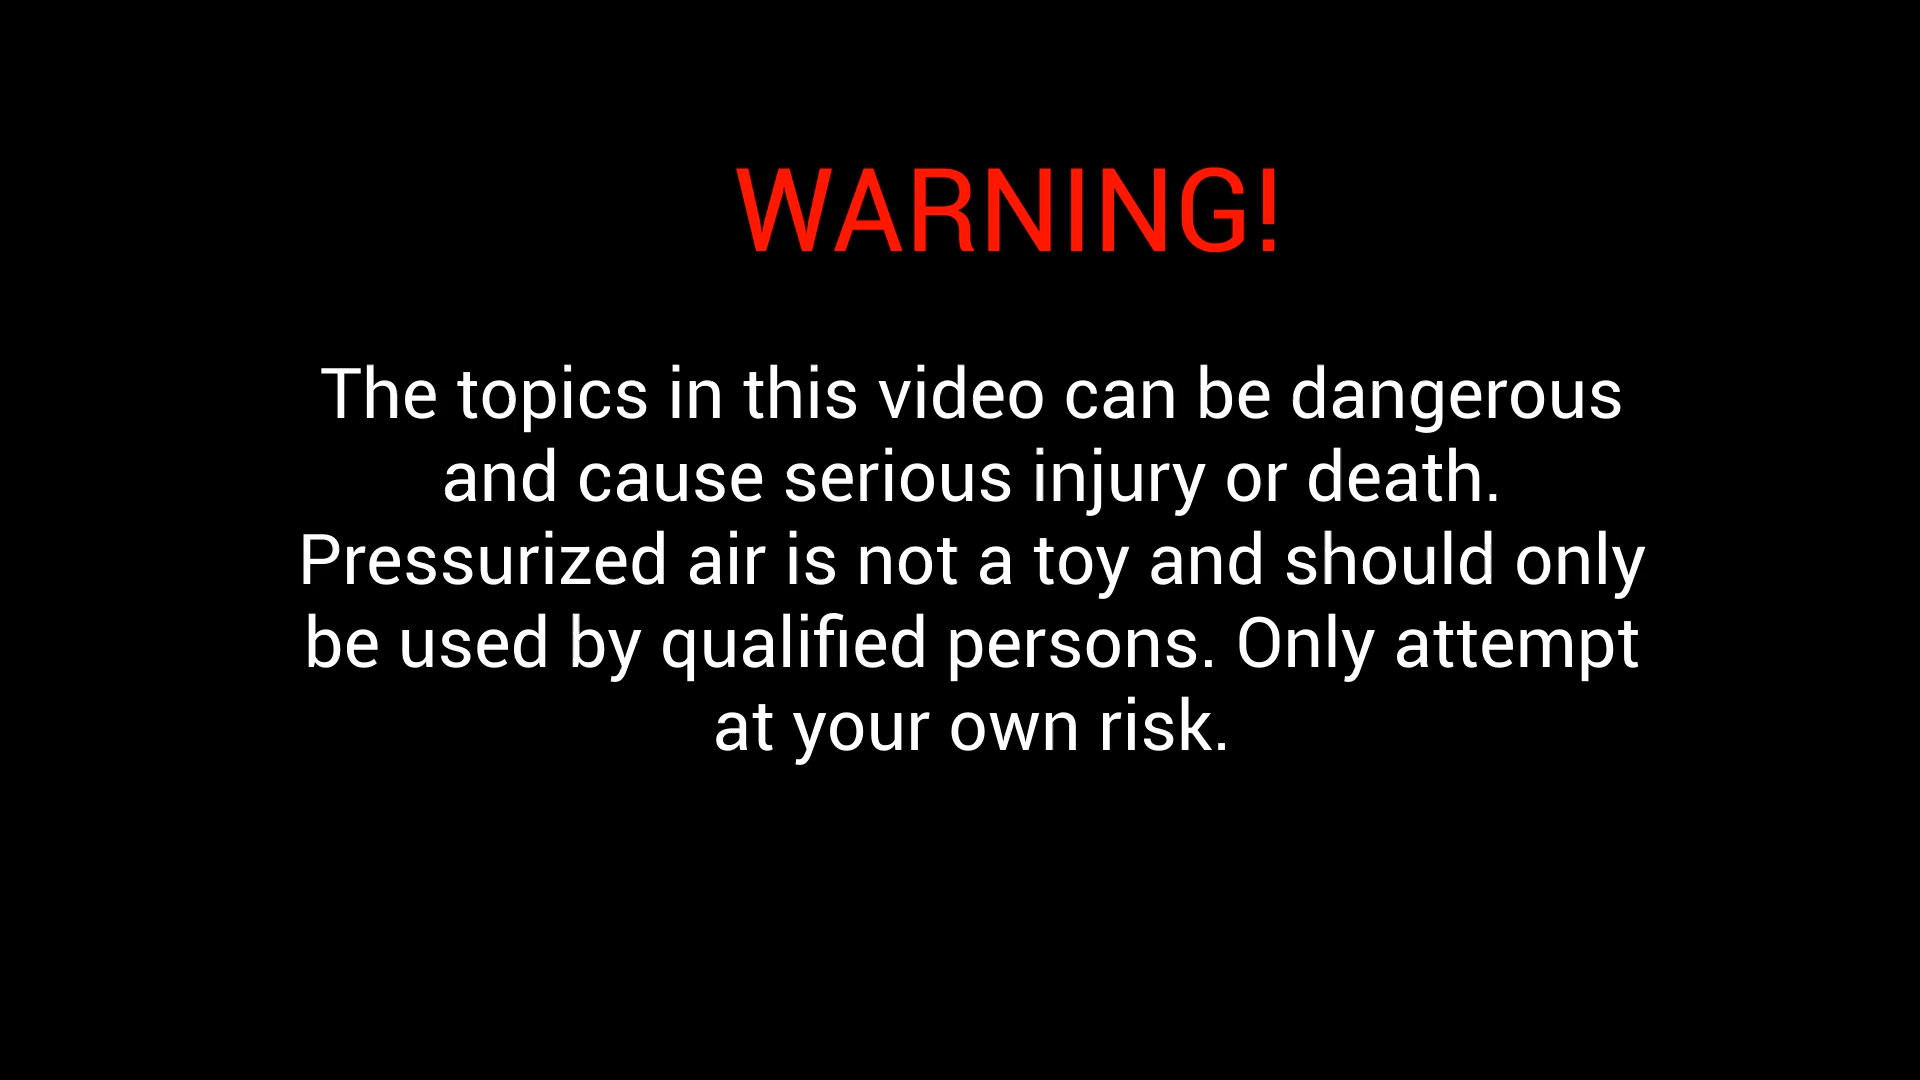 WARNING!
The topics in this video can be dangerous
and cause serious injury or death.
Pressurized air is not a toy and should only
be used by qualified persons. Only attempt
at your own risk.